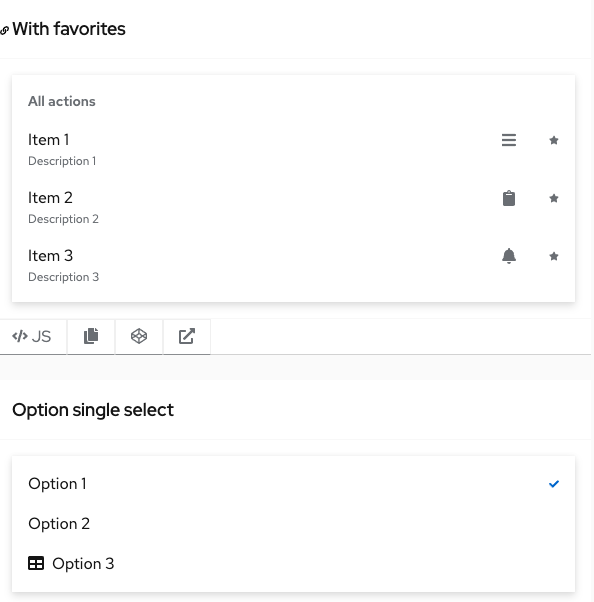 With favorites
All actions
Item 1
Description 1
Item 2
Description 2
Item 3
Description 3
JS
Option single select
Option 1
Option 2
Option 3